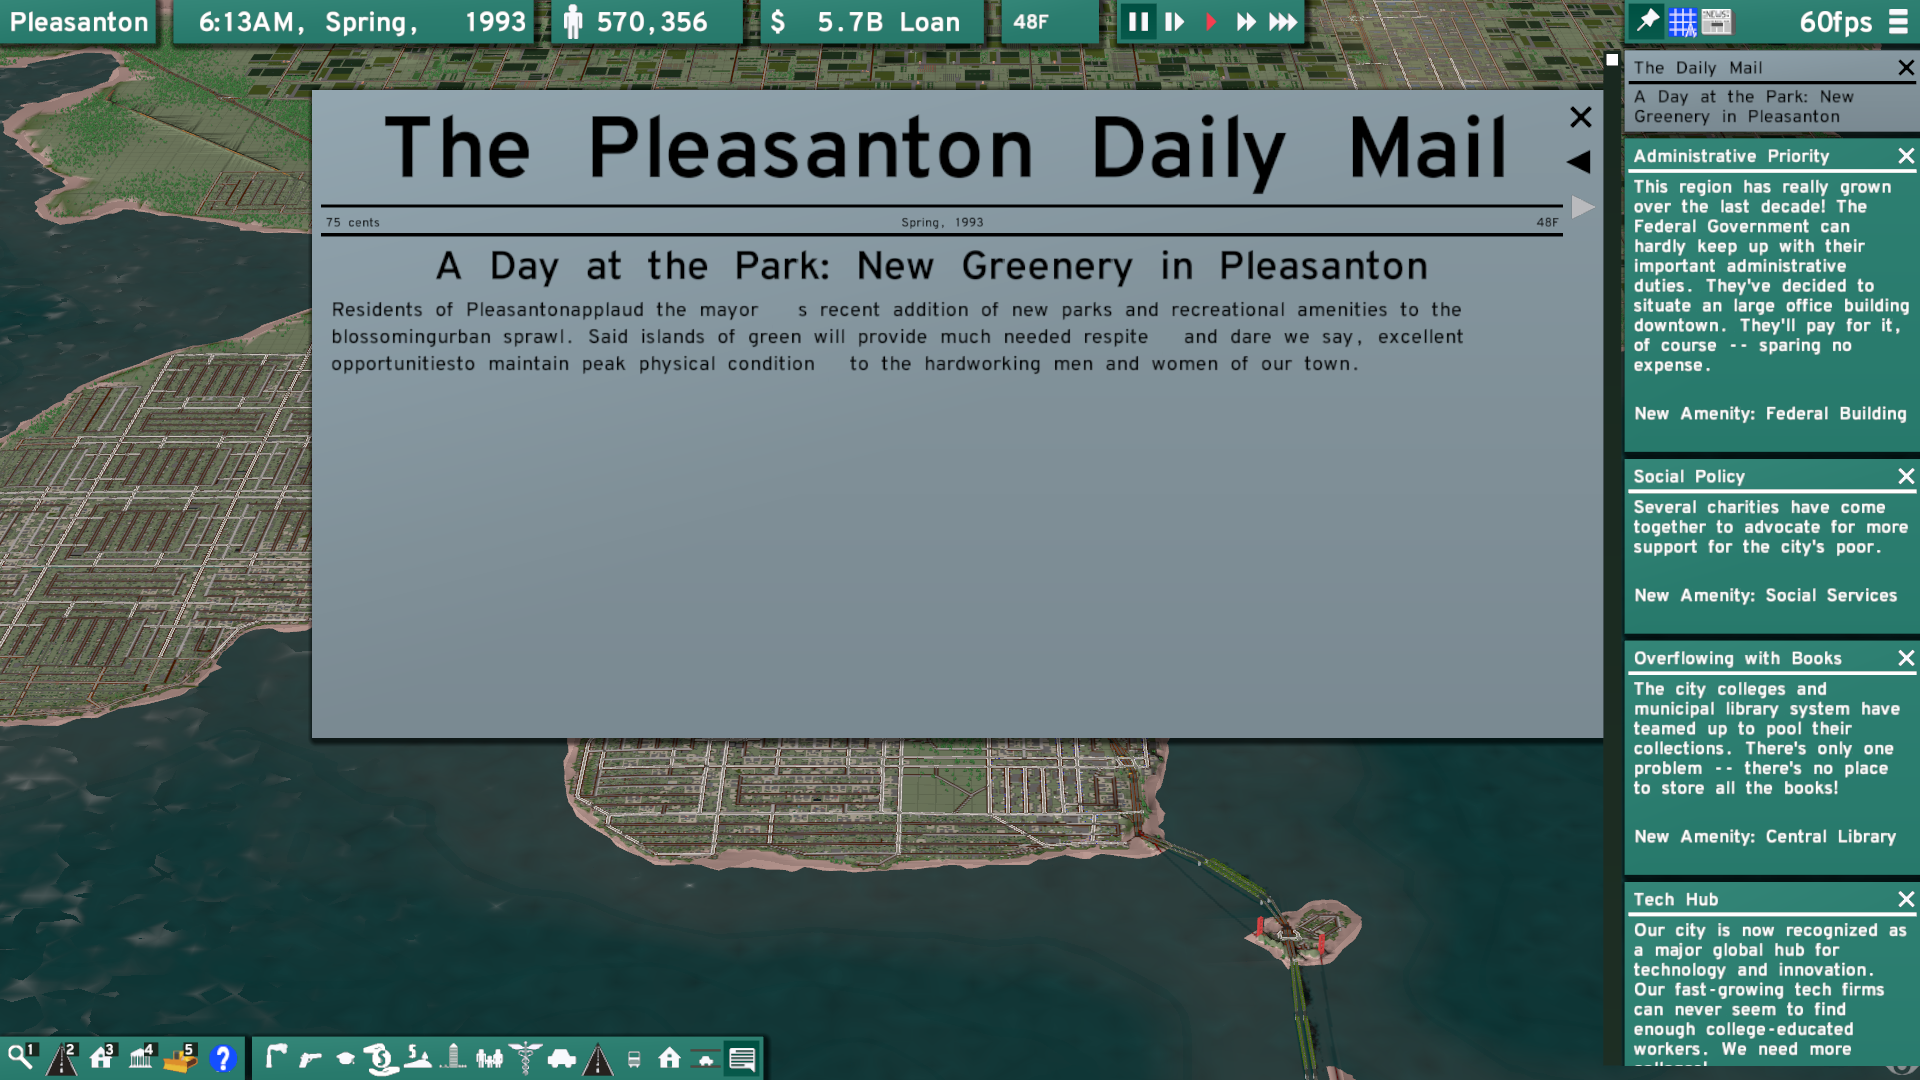 Pleasanton
6:13AM, Spring, 1993
570,356
$ 5.7B Loan
48F
NEWS
60fps
The Pleasanton Daily Mail
75 cents Spring, 1993 48F
A Day at the Park: New Greenery in Pleasanton
Residents of Pleasantonapplaud the mayor s recent addition of new parks and recreational amenities to the
blossomingurban sprawl. Said islands of green will provide much needed respite and dare we say, excellent
opportunitiesto maintain peak physical condition to the hardworking men and women of our town.
The Daily Mail
A Day at the Park: New
Greenery in Pleasanton
Administrative Priority
This region has really grown
over the last decade! The
Federal Government can
hardly keep up with their
important administrative
duties. They've decided to
situate an large office building
downtown. They'll pay for it,
of course -- sparing no
expense.
New Amenity: Federal Building
Social Policy
Several charities have come
together to advocate for more
support for the city's poor.
New Amenity: Social Services
Overflowing with Books
The city colleges and
municipal library system have
teamed up to pool their
collections. There's only one
problem -- there's no place
to store all the books!
New Amenity: Central Library
Tech Hub
Our city is now recognized as
a major global hub for
technology and innovation.
Our fast-growing tech firms
can never seem to find
enough college-educated
workers. We need more
1 2 3 4 5 ?